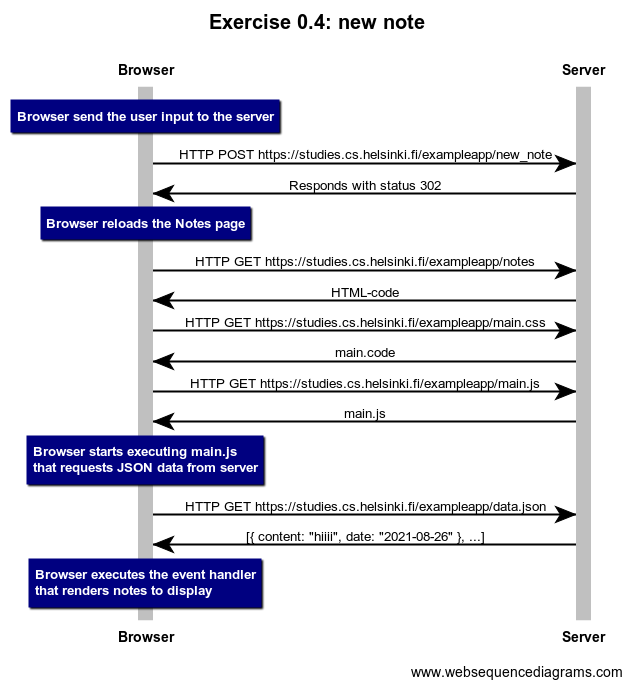 Exercise 0.4: new note
Browser
Server
Browser send the user input to the server
HTTP POST https://studies.cs.helsinki.fi/exampleapp/new_note
Responds with status 302
Browser reloads the Notes page
HTTP GET https://studies.cs.helsinki.fi/exampleapp/notes
HTML-code
HTTP GET https://studies.cs.helsinki.fi/exampleapp/main.css
main.code
HTTP GET https://studies.cs.helsinki.fi/exampleapp/main.js
main.js
Browser starts executing main.js
that requests JSON data from server
HTTP GET https://studies.cs.helsinki.fi/exampleapp/data.json
[{ content: "hiiii", date: "2021-08-26" }, ...]
Browser executes the event handler
that renders notes to display
Browser
Server
www.websequencediagrams.com